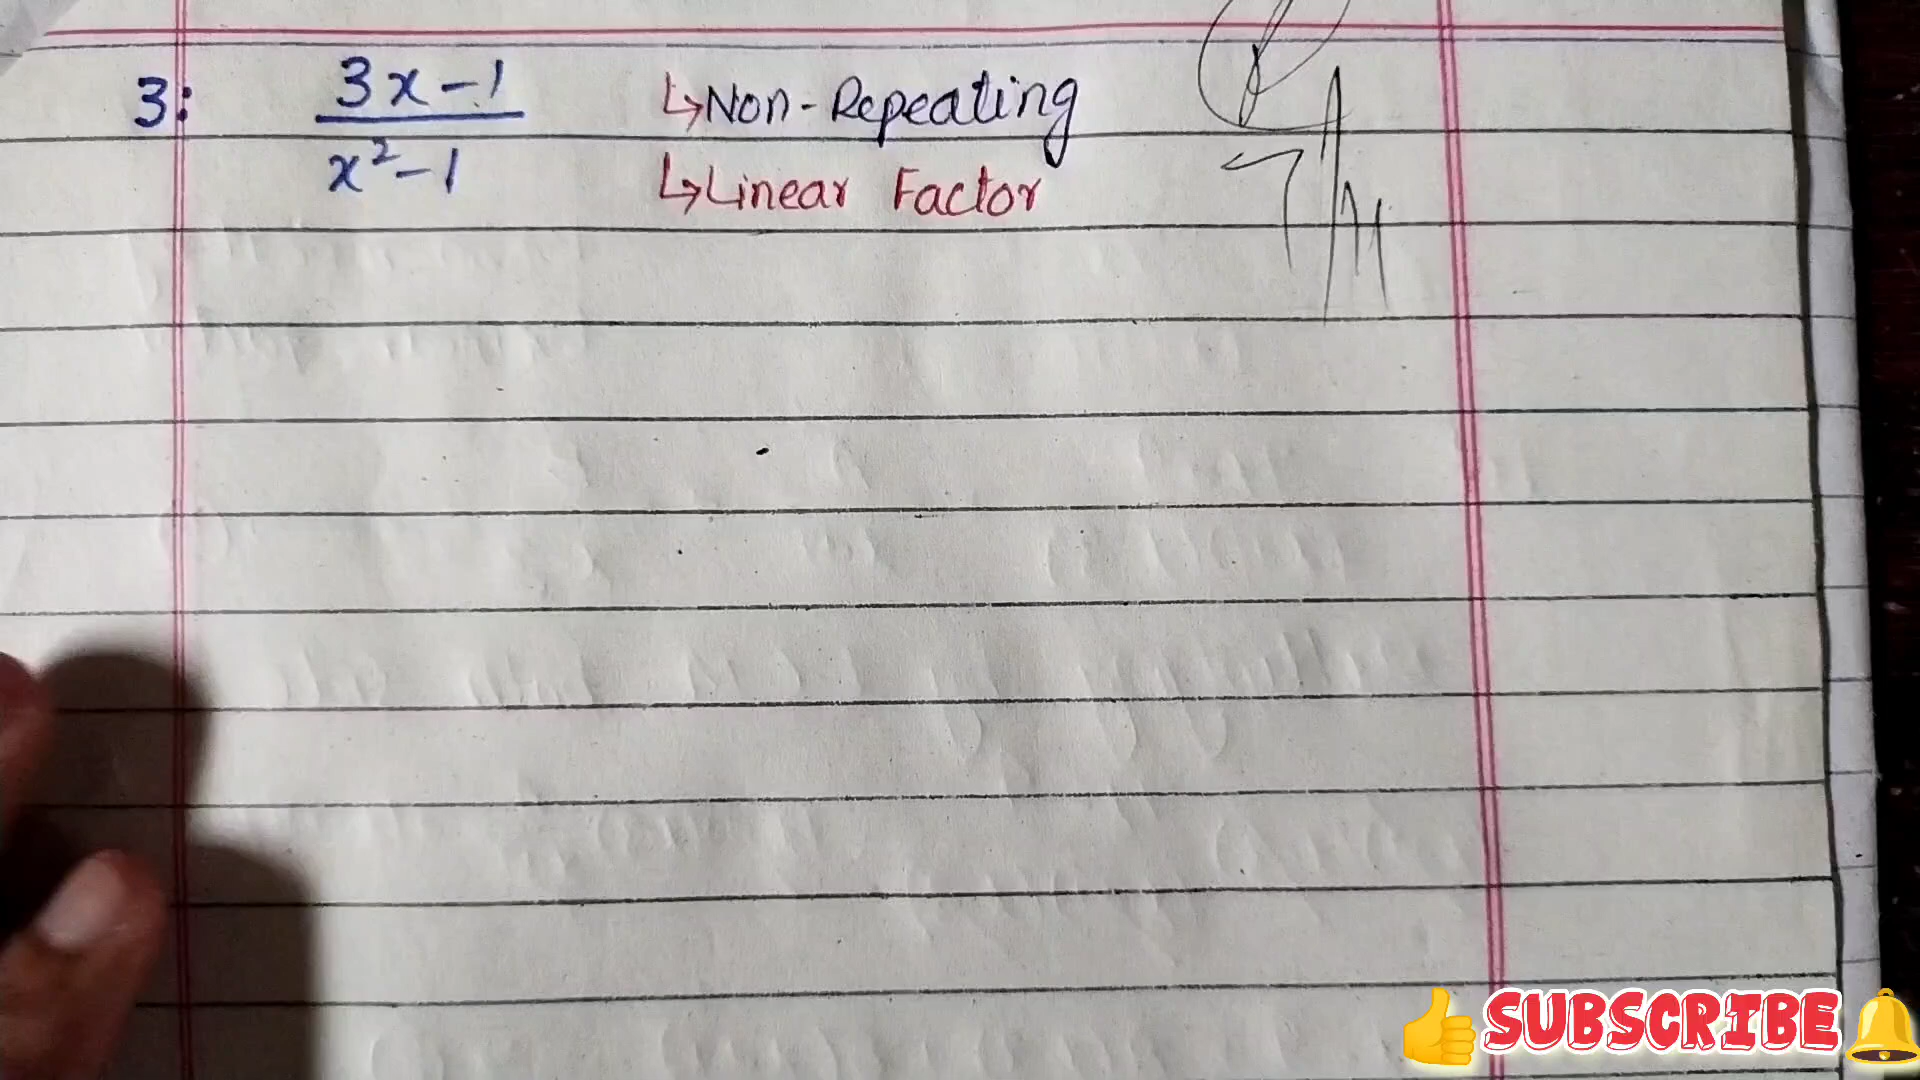 3: 3x-1 ↳Non-Repeating
x²-1 ↳Linear Factor
SUBSCRIBE